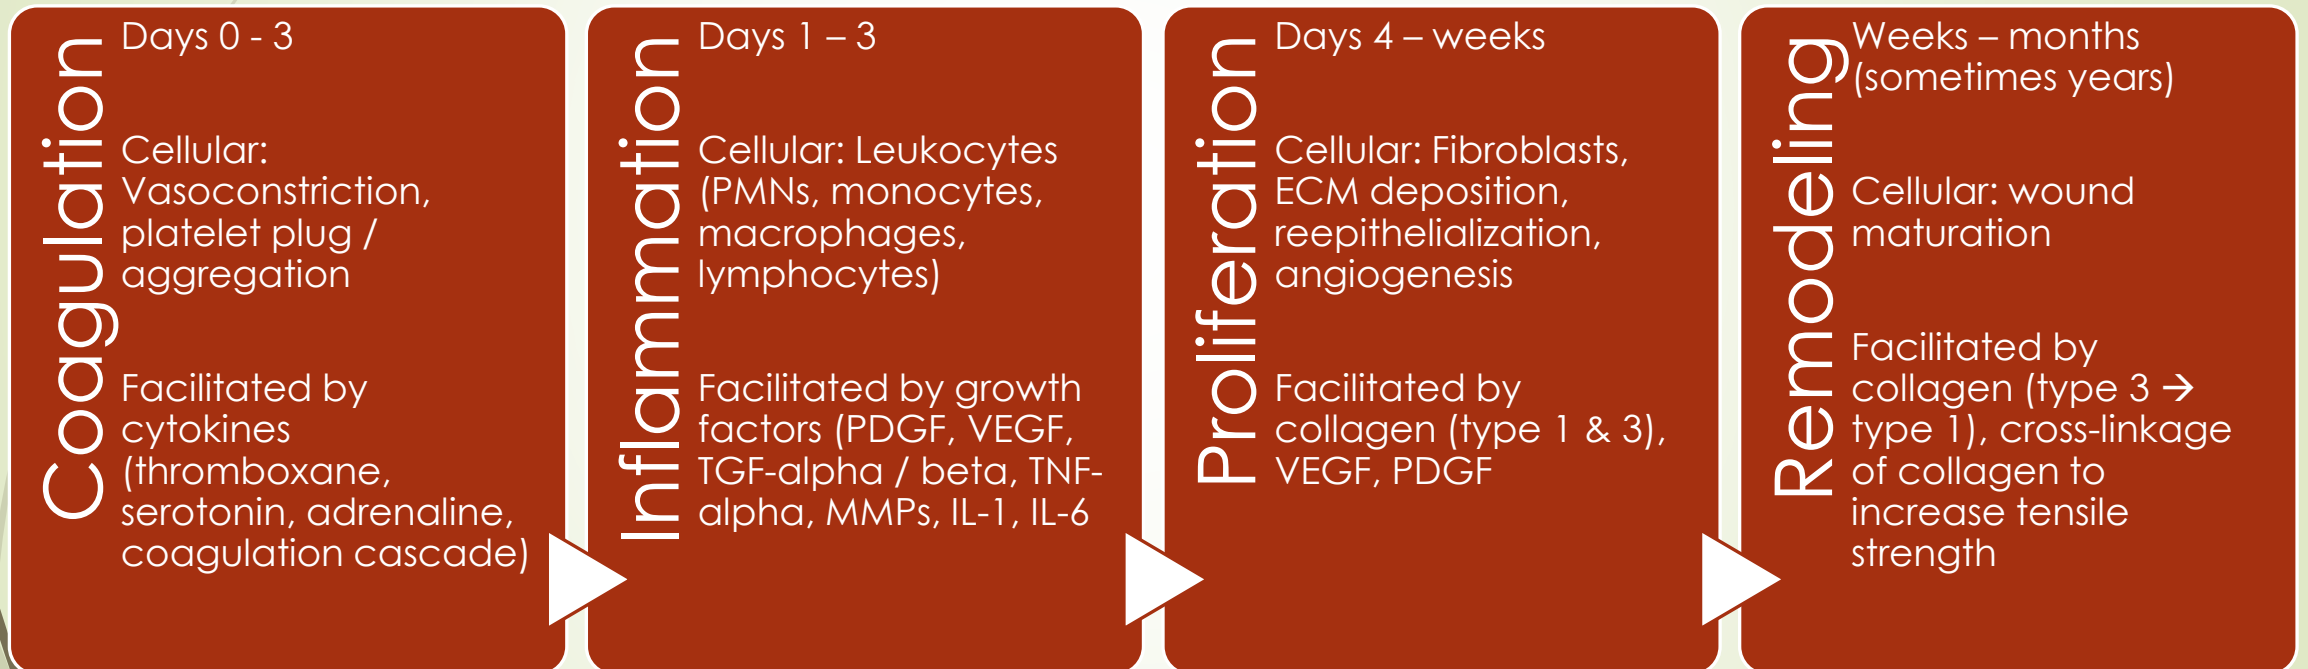 Coagulation
Days 0 - 3
Cellular:
Vasoconstriction,
platelet plug /
aggregation
Facilitated by
cytokines
(thromboxane,
serotonin, adrenaline,
coagulation cascade)
Inflammation
Days 1 – 3
Cellular: Leukocytes
(PMNs, monocytes,
macrophages,
lymphocytes)
Facilitated by growth
factors (PDGF, VEGF,
TGF-alpha / beta, TNF-
alpha, MMPs, IL-1, IL-6
Proliferation
Days 4 – weeks
Cellular: Fibroblasts,
ECM deposition,
reepithelialization,
angiogenesis
Facilitated by
collagen (type 1 & 3),
VEGF, PDGF
Remodeling
Weeks – months
(sometimes years)
Cellular: wound
maturation
Facilitated by
collagen (type 3 →
type 1), cross-linkage
of collagen to
increase tensile
strength